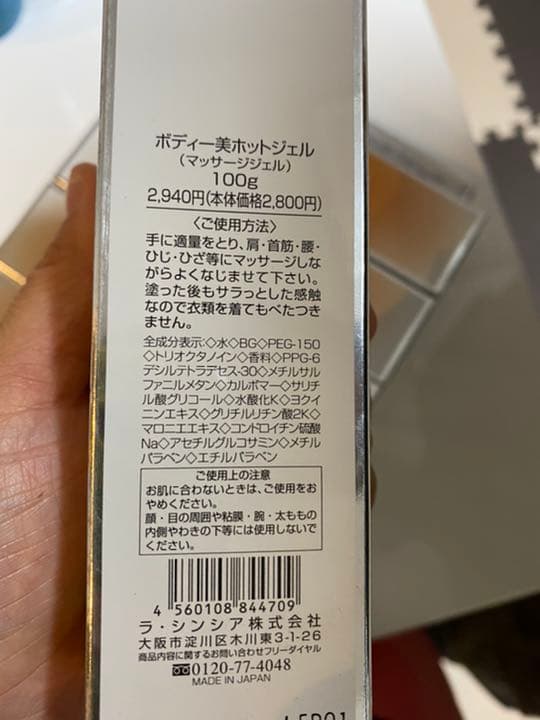 ボディー美ホットジェル
(マッサージジェル)
100g
2,940円(本体価格2,800円)
〈ご使用方法〉
手に適量をとり、肩・首筋・腰・
ひじ・ひざ等にマッサージしな
がらよくなじませて下さい。
塗った後もサラっとした感触
なので衣類を着てもべたつき
ません。
全成分表示:◇水◇BG◇PEG-150
◇トリオクタノイン◇香料◇PPG-6
デシルテトラデセス-30◇メチルサル
ファニルメタン◇カルボマー◇サリチ
ル酸グリコール◇水酸化K◇ヨクイ
ニンエキス◇グリチルリチン酸2K◇
マロニエエキス◇コンドロイチン硫酸
Na◇アセチルグルコサミン◇メチル
パラベン◇エチルパラベン
ご使用上の注意
お肌に合わないときは、ご使用をお
やめください。
顔・目の周囲や粘膜・腕・太ももの
内側やわきの下等には使用しないで
ください。
4 560108 844709
ラ・シンシア株式会社
大阪市淀川区木川東3-1-26
商品内容に関するお問い合わせフリーダイヤル
0120-77-4048
MADE IN JAPAN